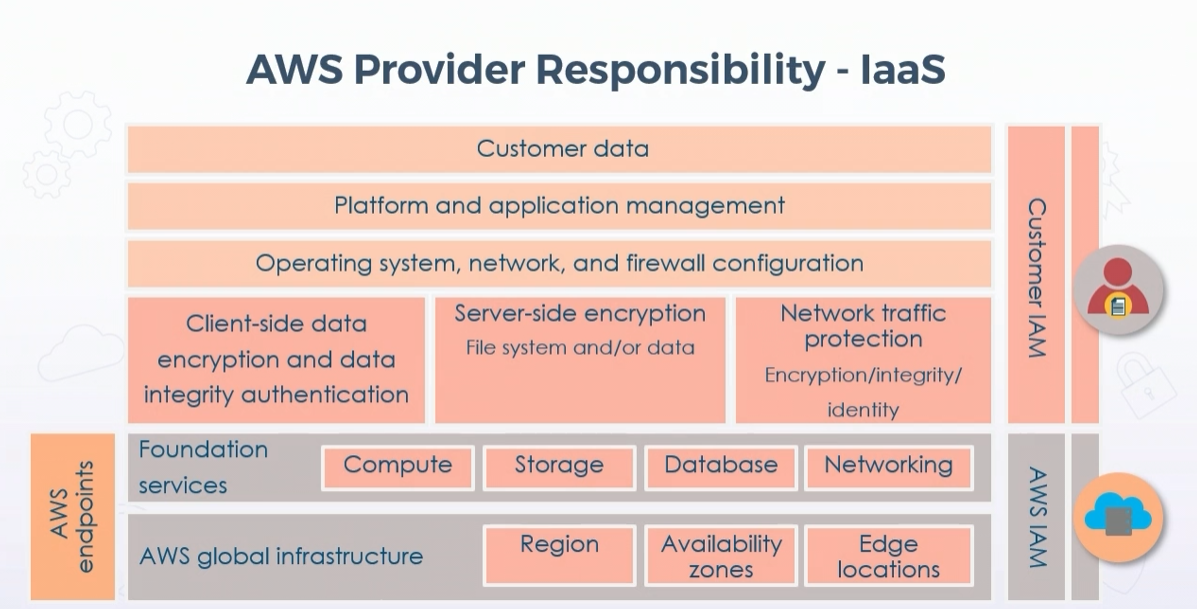 AWS Provider Responsibility - IaaS
Customer data
Platform and application management
Operating system, network, and firewall configuration
Client-side data
encryption and data
integrity authentication
Server-side encryption
File system and/or data
Network traffic
protection
Encryption/integrity/
identity
Customer IAM
AWS
endpoints
Foundation
services
Compute
Storage
Database
Networking
AWS global infrastructure
Region
Availability
zones
Edge
locations
AWS IAM